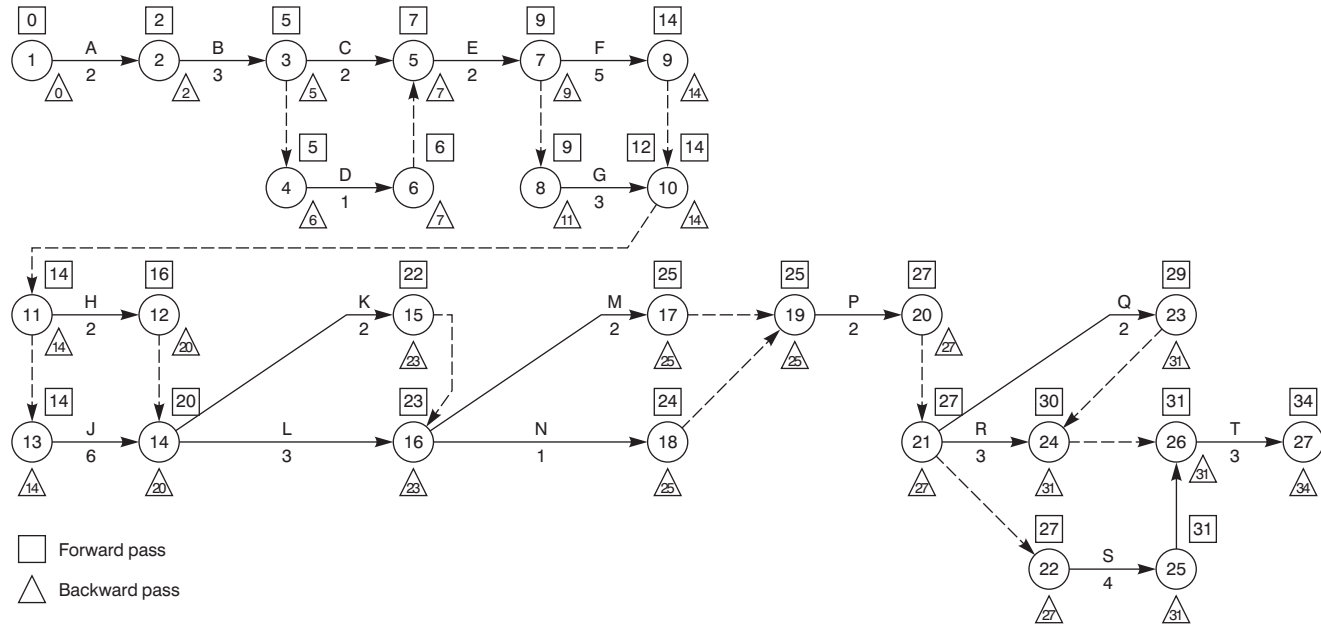 0 2 5 7 9 14
1 A 2 B 3 C 5 E 7 F 9
2 3 2 2 5
0 2 5 7 9 14
5 6 9 12 14
4 D 6 8 G 10
1 3
6 7 11 14
14 16 22 25 25 27 29
11 H 12 K 15 M 17 19 P 20 Q 23
2 2 2 2 2
14 20 23 25 25 27 31
14 20 23 24 27 30 31 34
13 J 14 L 16 N 18 21 R 24 26 T 27
6 3 1 3 3
14 20 23 25 27 31 31 34
27 31
Forward pass
22 S 25
4
Backward pass
27 31